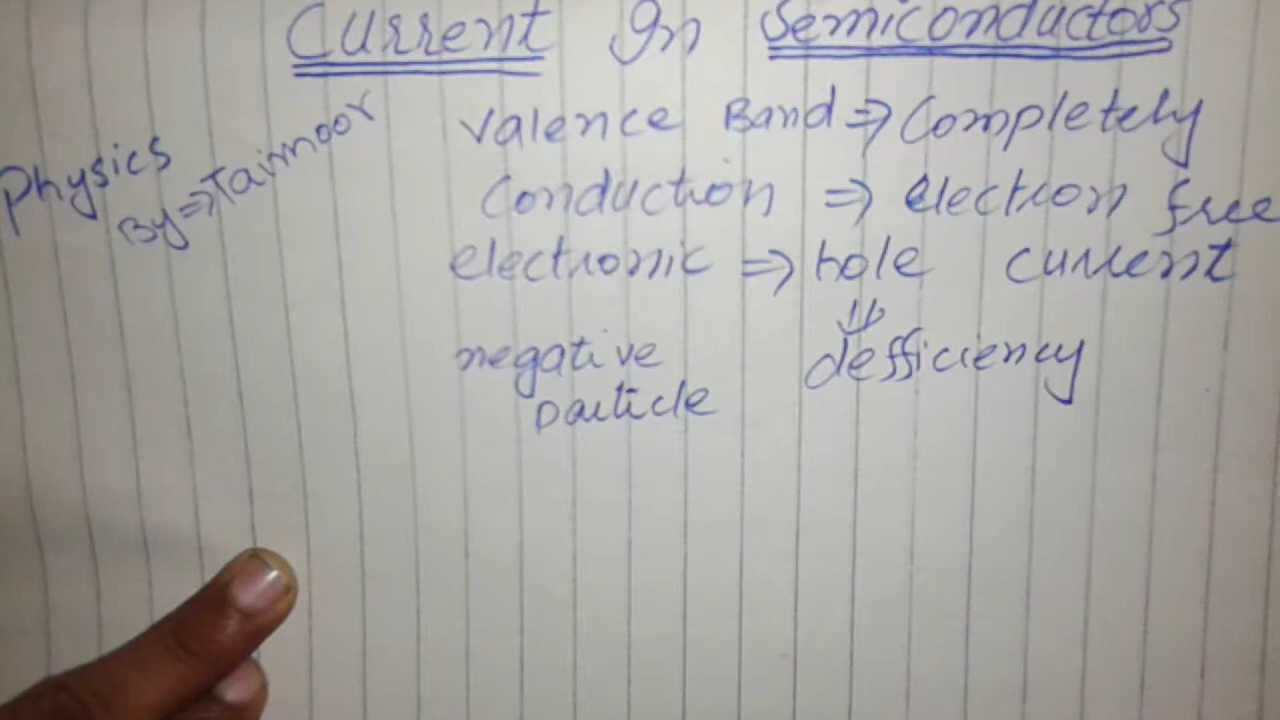 Current In Semiconductors
Physics
By => Taimoor
Valence Band => Completely
Conduction => electron free
electronic => hole current
negative
particle
defficiency